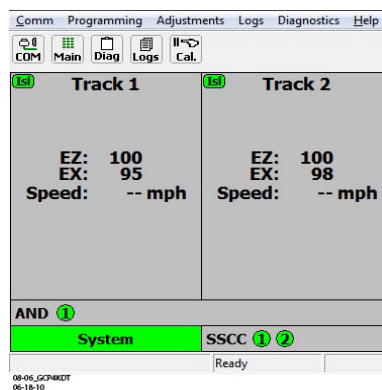 Comm Programming Adjustments Logs Diagnostics Help
COM Main Diag Logs Cal.
Isl Track 1 Isl Track 2
EZ: 100 EZ: 100
EX: 95 EX: 98
Speed: -- mph Speed: -- mph
AND 1
System SSCC 1 2
Ready
08-06_GCP4KDT
06-18-10